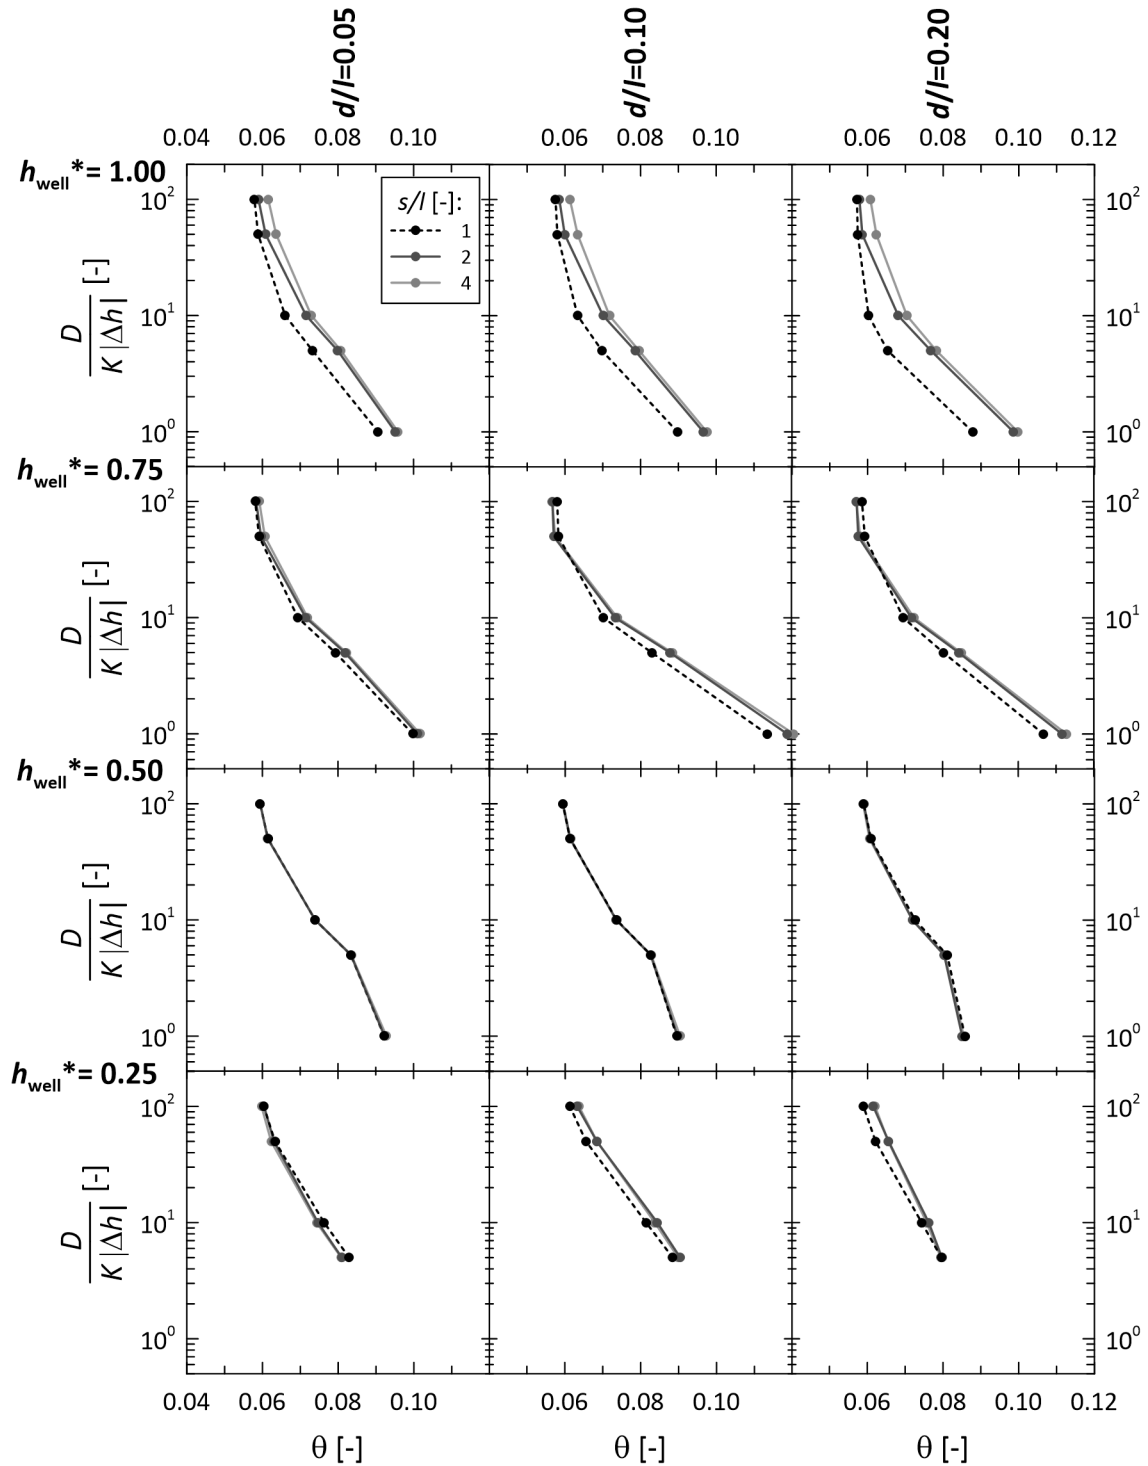 d/l=0.05
d/l=0.10
d/l=0.20
0.04 0.06 0.08 0.10 0.06 0.08 0.10 0.06 0.08 0.10 0.12
h_well*= 1.00
s/l [-]:
1
2
4
10² 10²
10¹ 10¹
10⁰ 10⁰
D
K |Δh| [-]
h_well*= 0.75
10² 10²
10¹ 10¹
10⁰ 10⁰
D
K |Δh| [-]
h_well*= 0.50
10² 10²
10¹ 10¹
10⁰ 10⁰
D
K |Δh| [-]
h_well*= 0.25
10² 10²
10¹ 10¹
10⁰ 10⁰
D
K |Δh| [-]
0.04 0.06 0.08 0.10 0.06 0.08 0.10 0.06 0.08 0.10 0.12
θ [-] θ [-] θ [-]